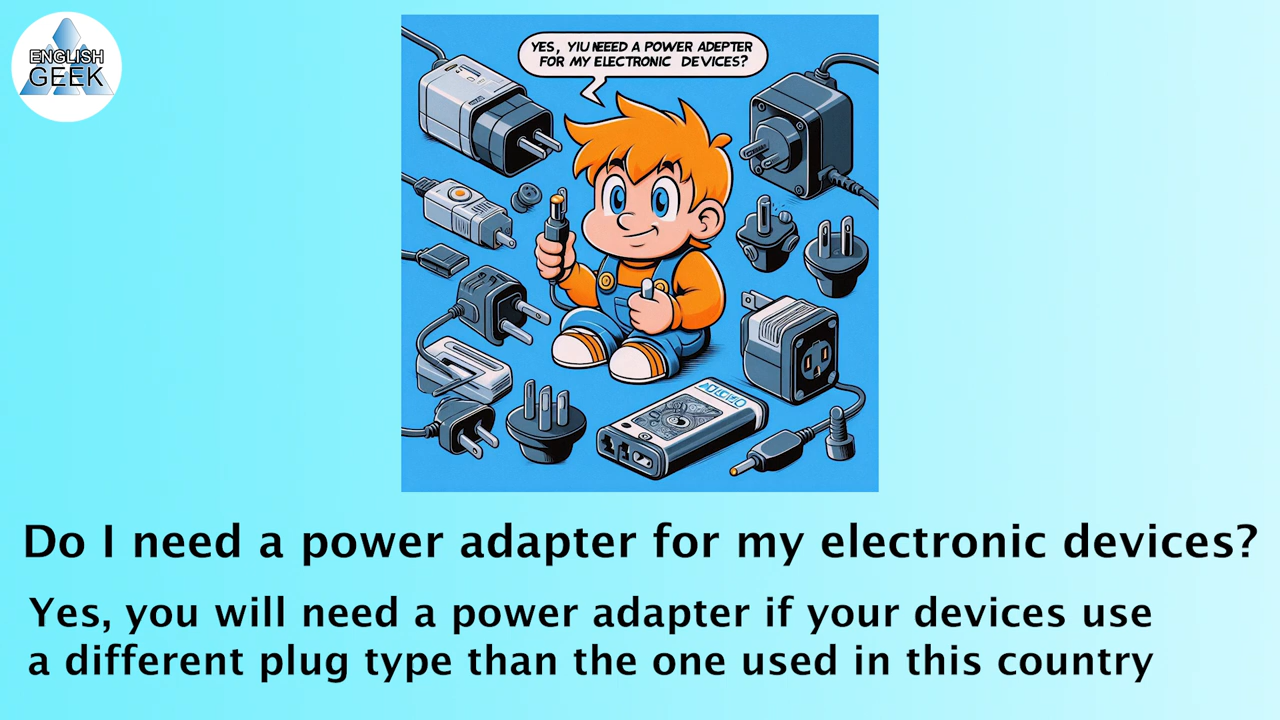 ENGLISH
GEEK
YES, YIU NEEED A POWER ADEPTER
FOR MY ELECTRONIC DEVICES?
Do I need a power adapter for my electronic devices?
Yes, you will need a power adapter if your devices use
a different plug type than the one used in this country